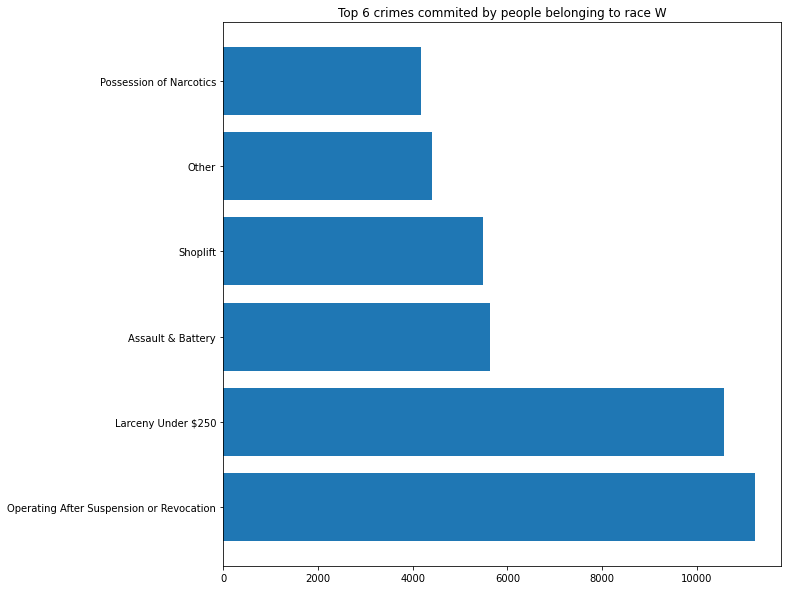 Top 6 crimes commited by people belonging to race W
Possession of Narcotics
Other
Shoplift
Assault & Battery
Larceny Under $250
Operating After Suspension or Revocation
0 2000 4000 6000 8000 10000